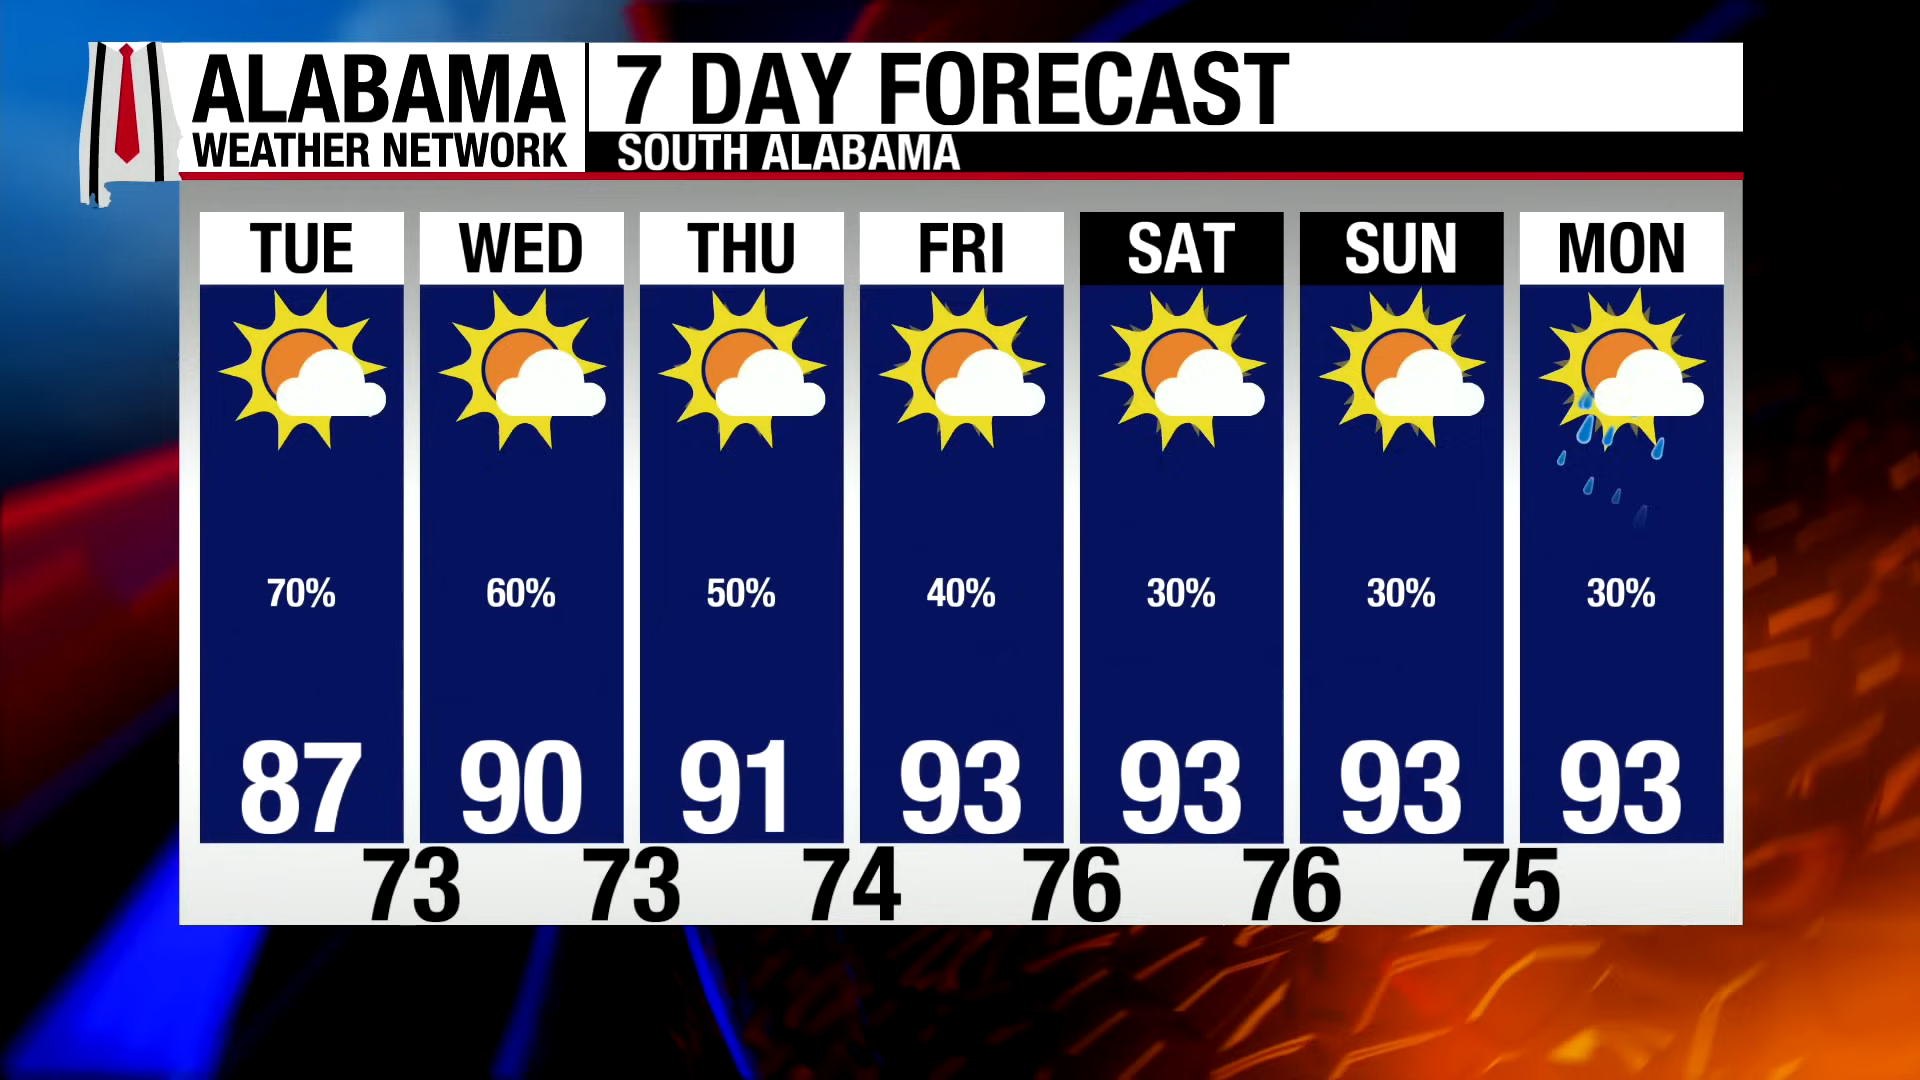 ALABAMA
WEATHER NETWORK
7 DAY FORECAST
SOUTH ALABAMA
TUE WED THU FRI SAT SUN MON
70% 60% 50% 40% 30% 30% 30%
87 90 91 93 93 93 93
73 73 74 76 76 75